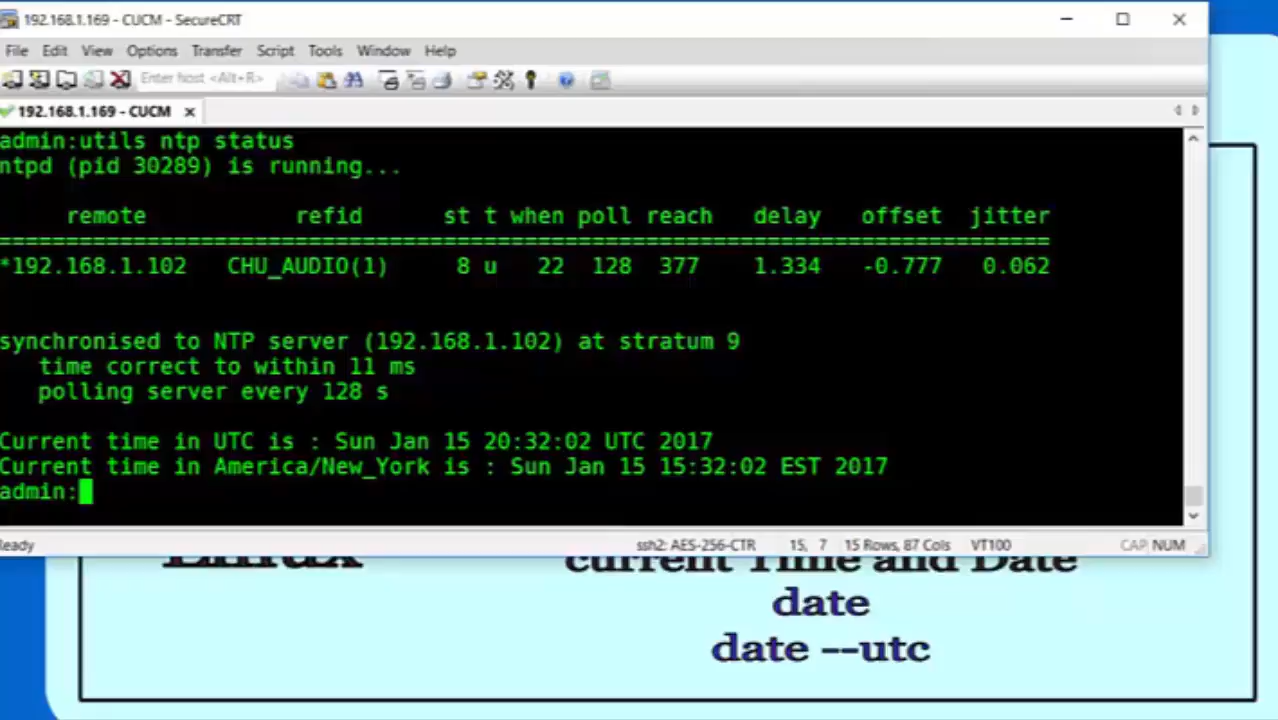 192.168.1.169 - CUCM - SecureCRT
File Edit View Options Transfer Script Tools Window Help
Enter host <Alt+R>
192.168.1.169 - CUCM
admin:utils ntp status
ntpd (pid 30289) is running...
remote refid st t when poll reach delay offset jitter
==============================================================================
*192.168.1.102 CHU_AUDIO(1) 8 u 22 128 377 1.334 -0.777 0.062
synchronised to NTP server (192.168.1.102) at stratum 9
time correct to within 11 ms
polling server every 128 s
Current time in UTC is : Sun Jan 15 20:32:02 UTC 2017
Current time in America/New_York is : Sun Jan 15 15:32:02 EST 2017
admin:
Ready ssh2: AES-256-CTR 15, 7 15 Rows, 87 Cols VT100 CAP NUM
Linux current Time and Date
date
date --utc